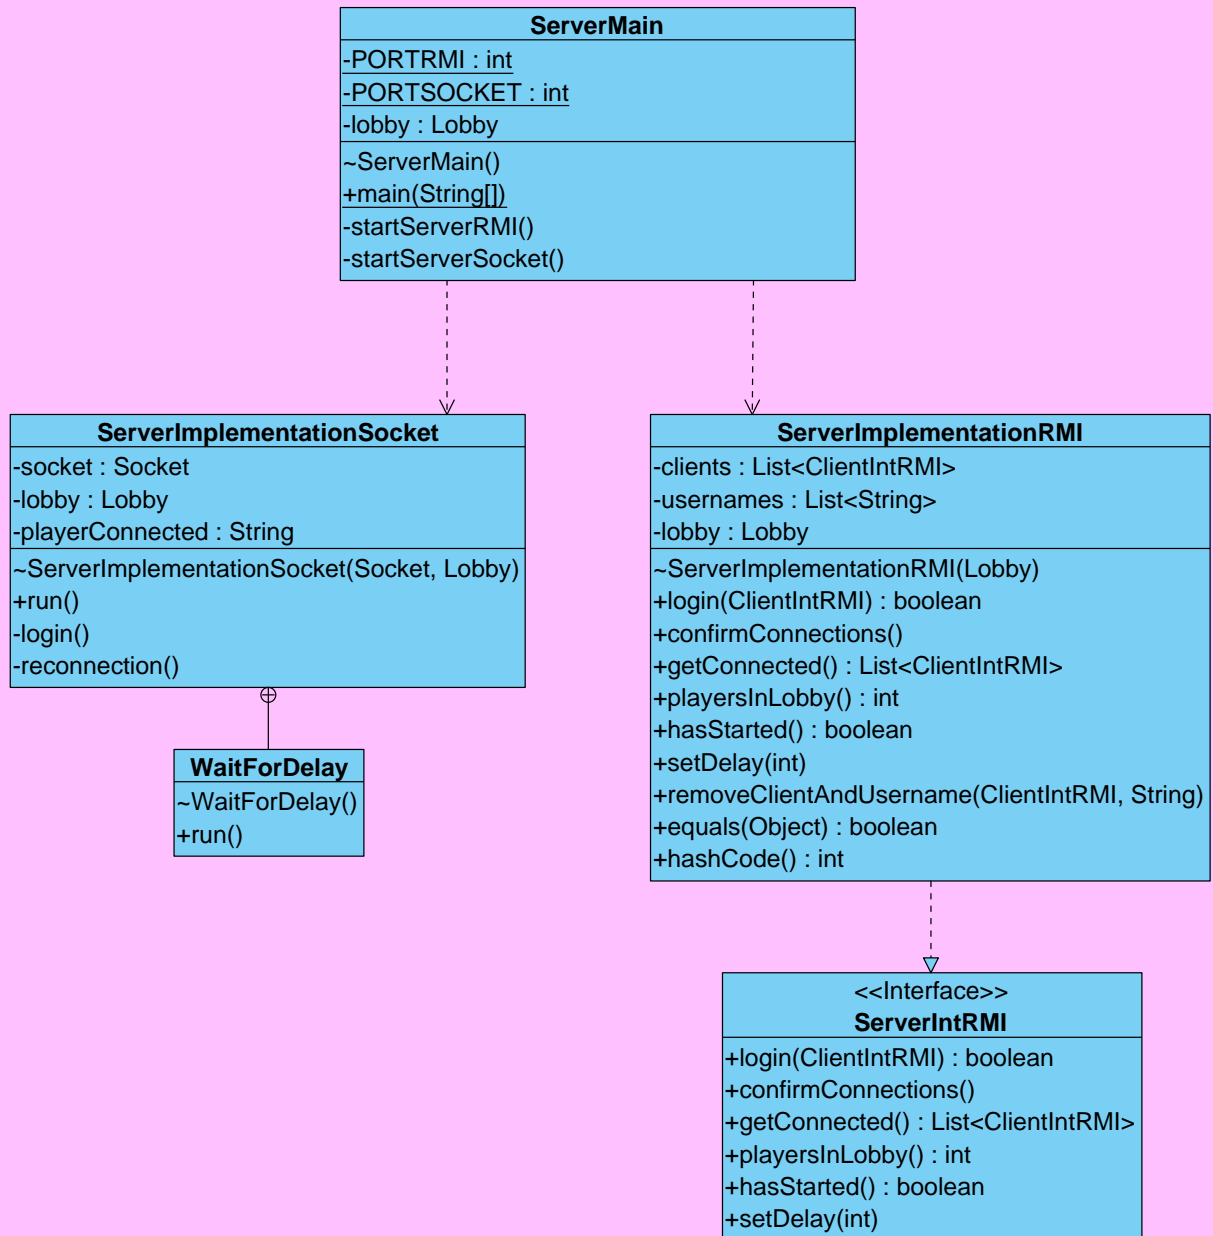 ServerMain
-PORTRMI : int
-PORTSOCKET : int
-lobby : Lobby
~ServerMain()
+main(String[])
-startServerRMI()
-startServerSocket()
ServerImplementationSocket
-socket : Socket
-lobby : Lobby
-playerConnected : String
~ServerImplementationSocket(Socket, Lobby)
+run()
-login()
-reconnection()
WaitForDelay
~WaitForDelay()
+run()
ServerImplementationRMI
-clients : List<ClientIntRMI>
-usernames : List<String>
-lobby : Lobby
~ServerImplementationRMI(Lobby)
+login(ClientIntRMI) : boolean
+confirmConnections()
+getConnected() : List<ClientIntRMI>
+playersInLobby() : int
+hasStarted() : boolean
+setDelay(int)
+removeClientAndUsername(ClientIntRMI, String)
+equals(Object) : boolean
+hashCode() : int
<<Interface>>
ServerIntRMI
+login(ClientIntRMI) : boolean
+confirmConnections()
+getConnected() : List<ClientIntRMI>
+playersInLobby() : int
+hasStarted() : boolean
+setDelay(int)